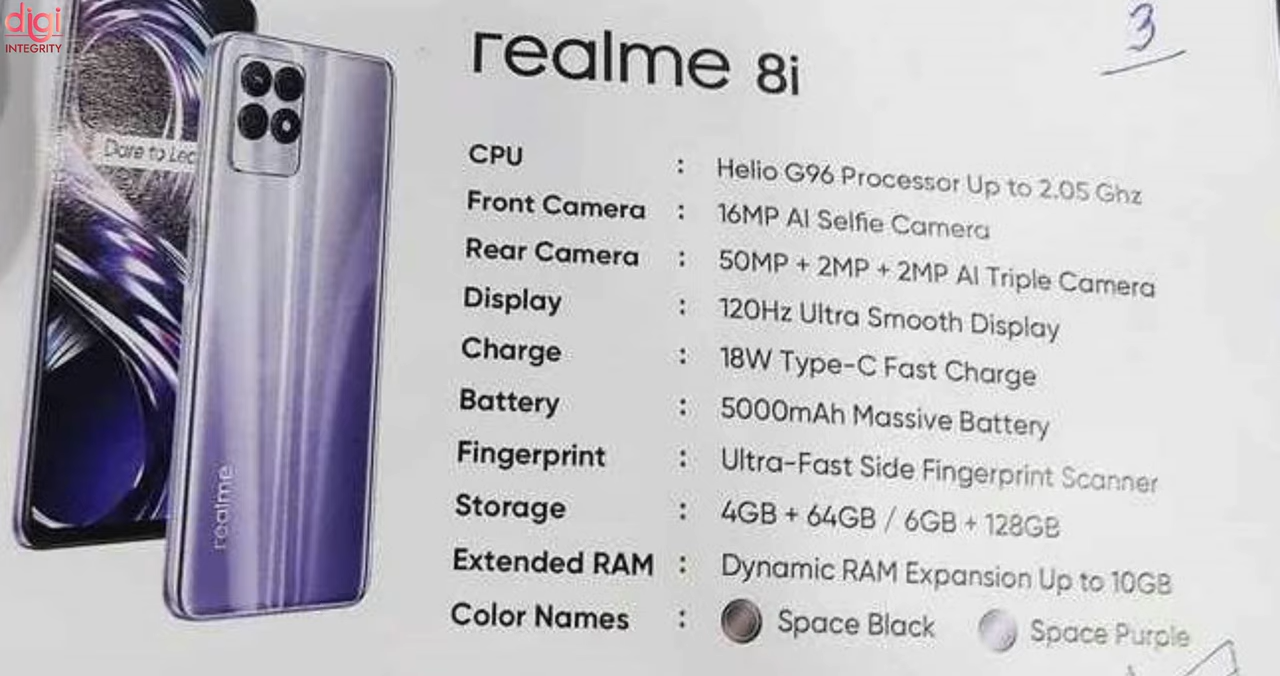 digi
INTEGRITY
Dare to Lea
realme
realme 8i
3
CPU : Helio G96 Processor Up to 2.05 Ghz
Front Camera : 16MP AI Selfie Camera
Rear Camera : 50MP + 2MP + 2MP AI Triple Camera
Display : 120Hz Ultra Smooth Display
Charge : 18W Type-C Fast Charge
Battery : 5000mAh Massive Battery
Fingerprint : Ultra-Fast Side Fingerprint Scanner
Storage : 4GB + 64GB / 6GB + 128GB
Extended RAM : Dynamic RAM Expansion Up to 10GB
Color Names : Space Black Space Purple